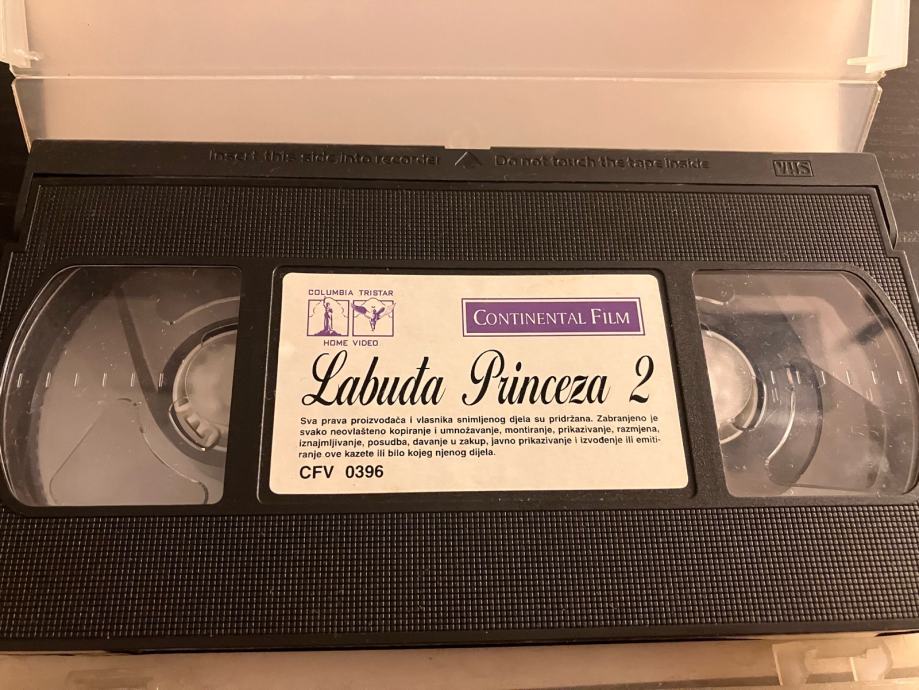 Insert this side into recorder Do not touch the tape inside VHS
COLUMBIA TRISTAR
HOME VIDEO
CONTINENTAL FILM
Labuđa Princeza 2
Sva prava proizvođača i vlasnika snimljenog djela su pridržana. Zabranjeno je
svako neovlašteno kopiranje i umnožavanje, montiranje, prikazivanje, razmjena,
iznajmljivanje, posudba, davanje u zakup, javno prikazivanje i izvođenje ili emiti-
ranje ove kazete ili bilo kojeg njenog dijela.
CFV 0396